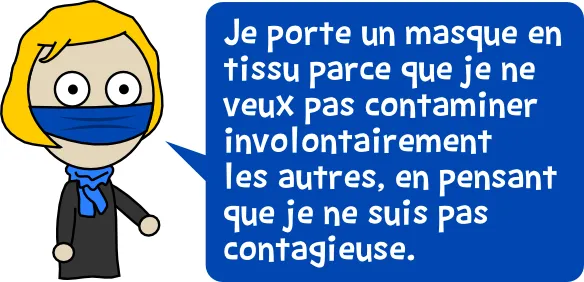 Je porte un masque en
tissu parce que je ne
veux pas contaminer
involontairement
les autres, en pensant
que je ne suis pas
contagieuse.